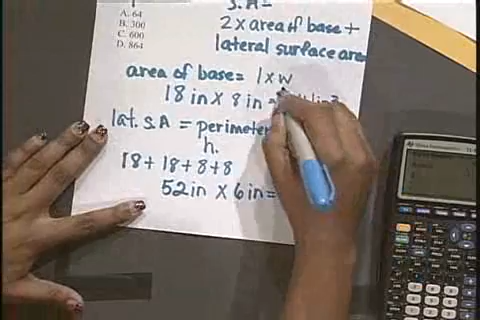 A. 64
B. 300
C. 600
D. 864
S.A=
2 x area of base +
lateral surface area
area of base = l x w
18 in x 8 in =
lat. S.A = perimeter
h.
18 + 18 + 8 + 8
52 in x 6 in =